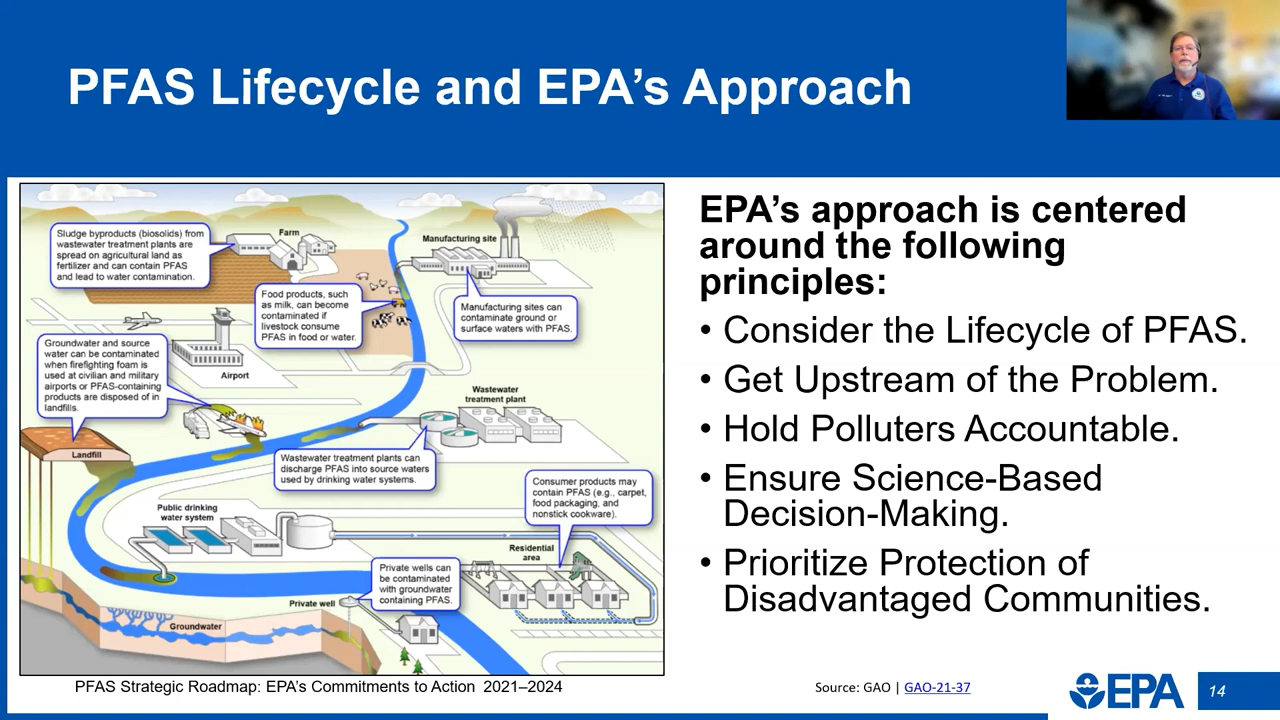 PFAS Lifecycle and EPA's Approach
Sludge byproducts (biosolids) from
wastewater treatment plants are
spread on agricultural land as
fertilizer and can contain PFAS
and lead to water contamination.
Farm
Manufacturing site
Food products, such
as milk, can become
contaminated if
livestock consume
PFAS in food or water.
Manufacturing sites can
contaminate ground or
surface waters with PFAS.
Groundwater and source
water can be contaminated
when firefighting foam is
used at civilian and military
airports or PFAS-containing
products are disposed of in
landfills.
Airport
Wastewater
treatment plant
Landfill
Wastewater treatment plants can
discharge PFAS into source waters
used by drinking water systems.
Consumer products may
contain PFAS (e.g., carpet,
food packaging, and
nonstick cookware).
Public drinking
water system
Residential
area
Private wells can
be contaminated
with groundwater
containing PFAS.
Private well
Groundwater
PFAS Strategic Roadmap: EPA's Commitments to Action 2021–2024
EPA's approach is centered
around the following
principles:
• Consider the Lifecycle of PFAS.
• Get Upstream of the Problem.
• Hold Polluters Accountable.
• Ensure Science-Based
Decision-Making.
• Prioritize Protection of
Disadvantaged Communities.
Source: GAO | GAO-21-37
EPA
14